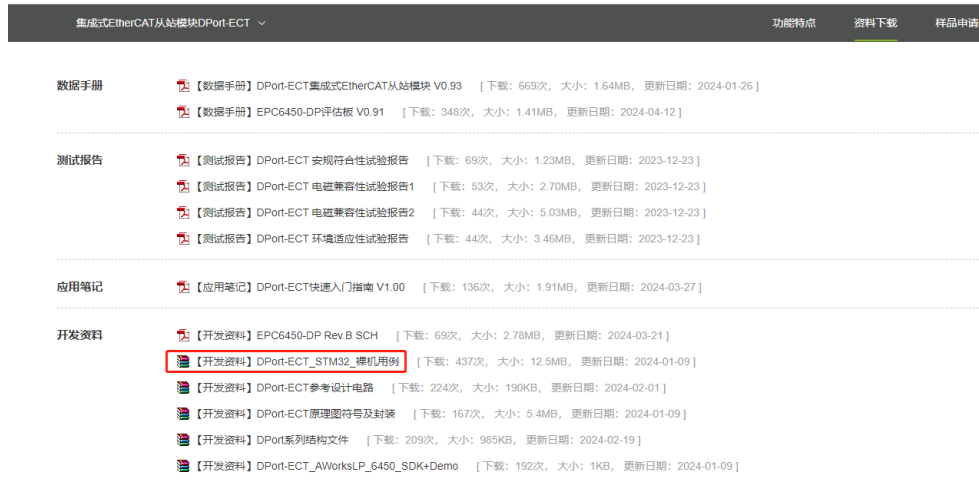 集成式EtherCAT从站模块DPort-ECT 功能特点 资料下载 样品申请
数据手册 【数据手册】DPort-ECT集成式EtherCAT从站模块 V0.93 [ 下载：669次， 大小：1.64MB， 更新日期：2024-01-26 ]
【数据手册】EPC6450-DP评估板 V0.91 [ 下载：348次， 大小：1.41MB， 更新日期：2024-04-12 ]
测试报告 【测试报告】DPort-ECT 安规符合性试验报告 [ 下载：69次， 大小：1.23MB， 更新日期：2023-12-23 ]
【测试报告】DPort-ECT 电磁兼容性试验报告1 [ 下载：53次， 大小：2.70MB， 更新日期：2023-12-23 ]
【测试报告】DPort-ECT 电磁兼容性试验报告2 [ 下载：44次， 大小：5.03MB， 更新日期：2023-12-23 ]
【测试报告】DPort-ECT 环境适应性试验报告 [ 下载：44次， 大小：3.46MB， 更新日期：2023-12-23 ]
应用笔记 【应用笔记】DPort-ECT快速入门指南 V1.00 [ 下载：136次， 大小：1.91MB， 更新日期：2024-03-27 ]
开发资料 【开发资料】EPC6450-DP Rev.B SCH [ 下载：69次， 大小：2.78MB， 更新日期：2024-03-21 ]
【开发资料】DPort-ECT_STM32_裸机用例 [ 下载：437次， 大小：12.5MB， 更新日期：2024-01-09 ]
【开发资料】DPort-ECT参考设计电路 [ 下载：224次， 大小：190KB， 更新日期：2024-02-01 ]
【开发资料】DPort-ECT原理图符号及封装 [ 下载：167次， 大小：5.4MB， 更新日期：2024-01-09 ]
【开发资料】DPort系列结构文件 [ 下载：209次， 大小：985KB， 更新日期：2024-02-19 ]
【开发资料】DPort-ECT_AWorksLP_6450_SDK+Demo [ 下载：192次， 大小：1KB， 更新日期：2024-01-09 ]